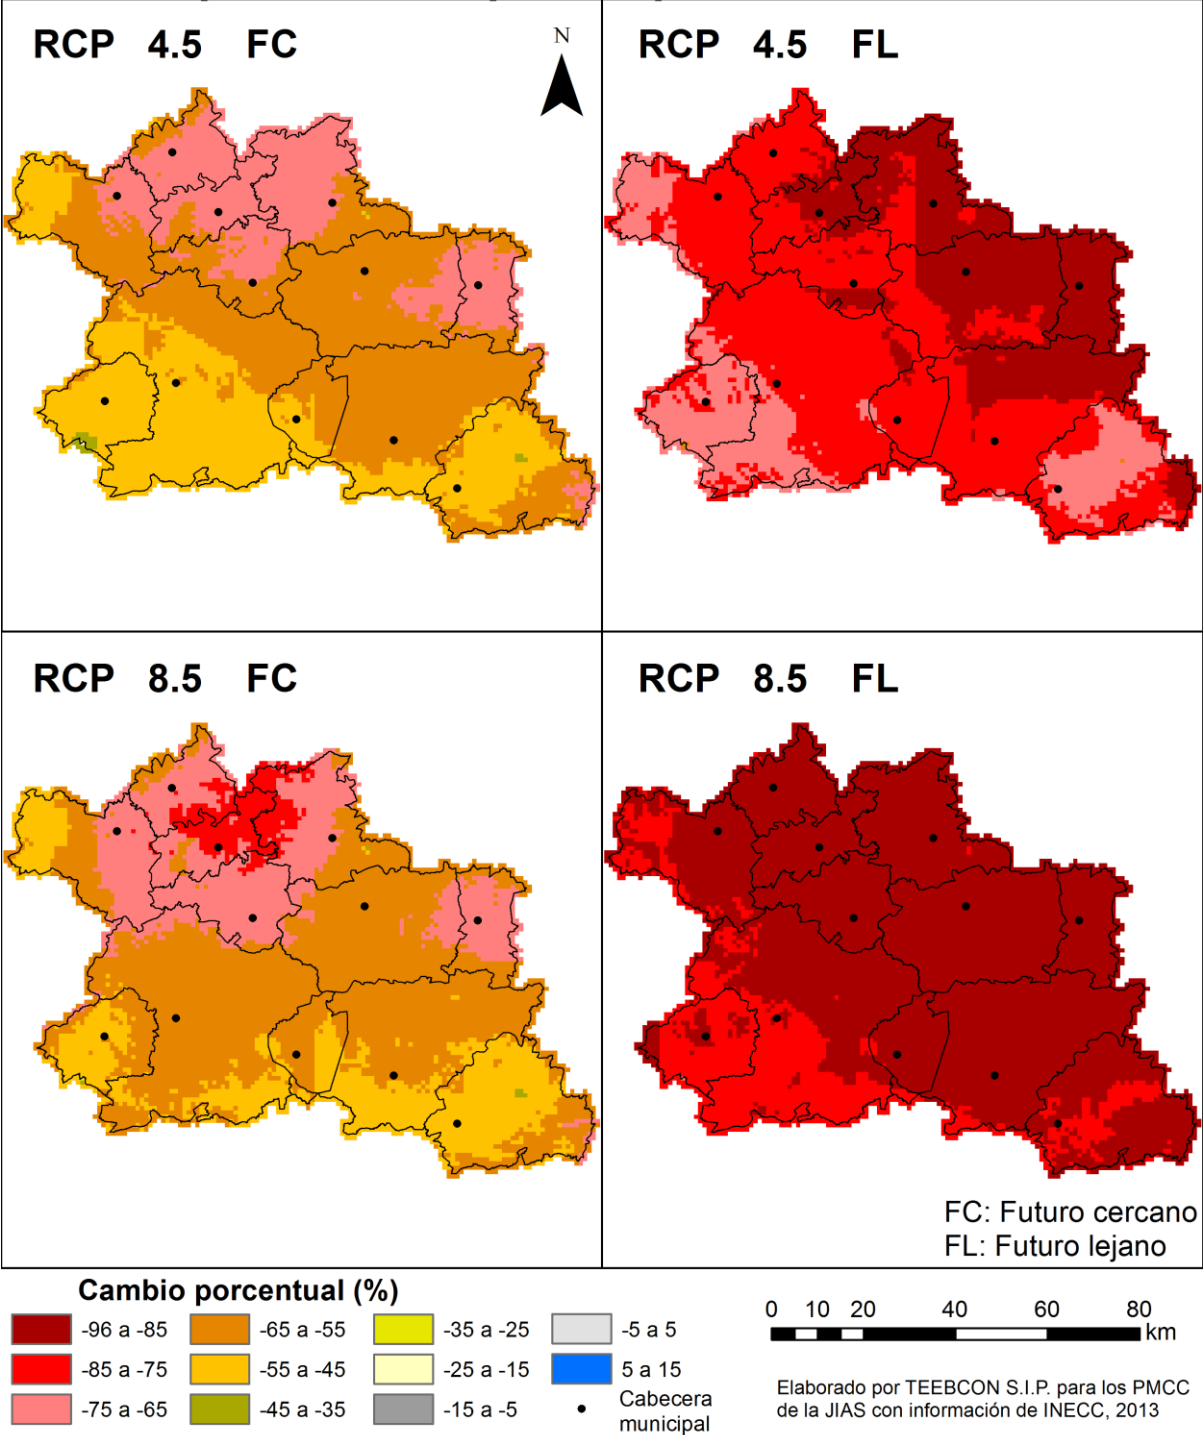 RCP 4.5 FC
N
RCP 4.5 FL
RCP 8.5 FC
RCP 8.5 FL
FC: Futuro cercano
FL: Futuro lejano
Cambio porcentual (%)
-96 a -85
-85 a -75
-75 a -65
-65 a -55
-55 a -45
-45 a -35
-35 a -25
-25 a -15
-15 a -5
-5 a 5
5 a 15
Cabecera
municipal
0 10 20 40 60 80
km
Elaborado por TEEBCON S.I.P. para los PMCC
de la JIAS con información de INECC, 2013